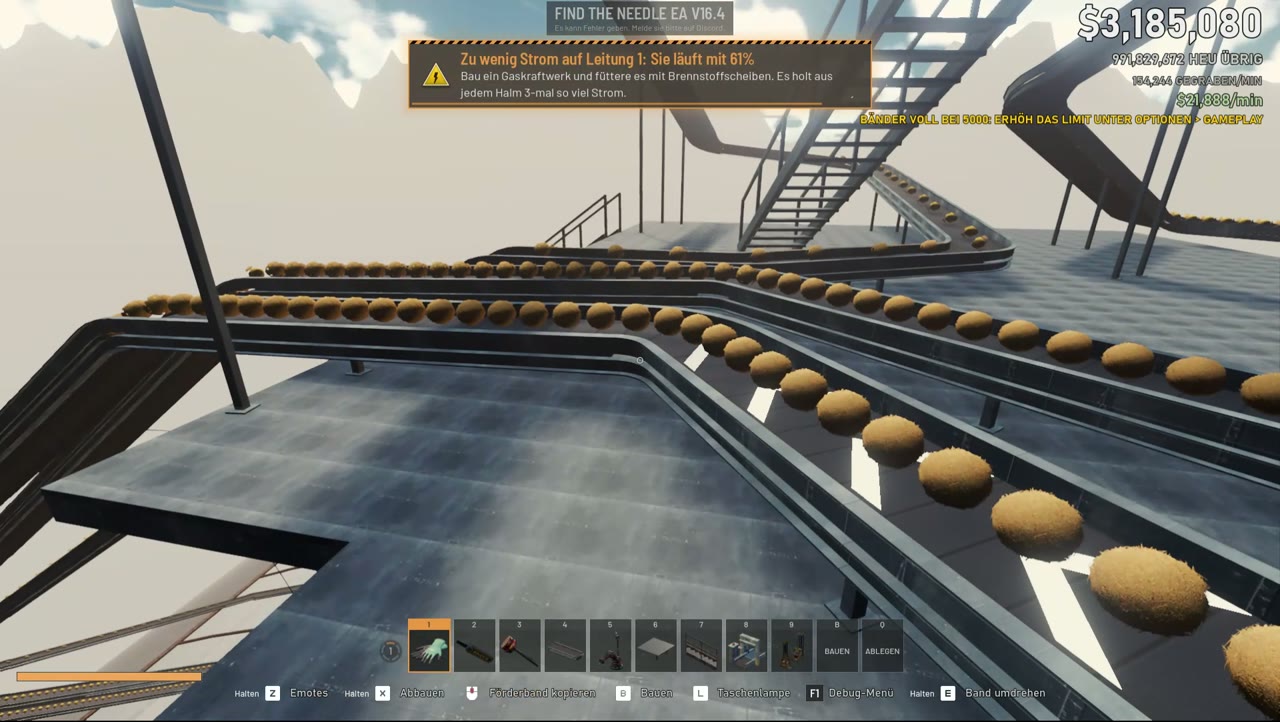 FIND THE NEEDLE EA V16.4
Es kann Fehler geben. Melde sie bitte auf Discord.
$3,185,080
991,829,672 HEU ÜBRIG
154,244 GEGRABEN/MIN
$21,888/min
BÄNDER VOLL BEI 5000: ERHÖH DAS LIMIT UNTER OPTIONEN > GAMEPLAY
Zu wenig Strom auf Leitung 1: Sie läuft mit 61%
Bau ein Gaskraftwerk und füttere es mit Brennstoffscheiben. Es holt aus
jedem Halm 3-mal so viel Strom.
1 2 3 4 5 6 7 8 9 B 0
BAUEN ABLEGEN
Halten Z Emotes Halten X Abbauen Förderband kopieren B Bauen L Taschenlampe F1 Debug-Menü Halten E Band umdrehen